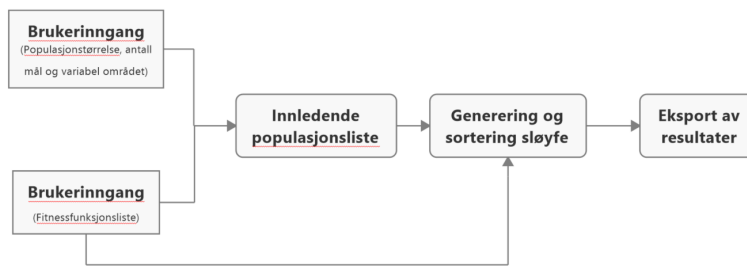 Brukerinngang
(Populasjonstørrelse, antall
mål og variabel området)
Innledende
populasjonsliste
Generering og
sortering sløyfe
Eksport av
resultater
Brukerinngang
(Fitnessfunksjonsliste)